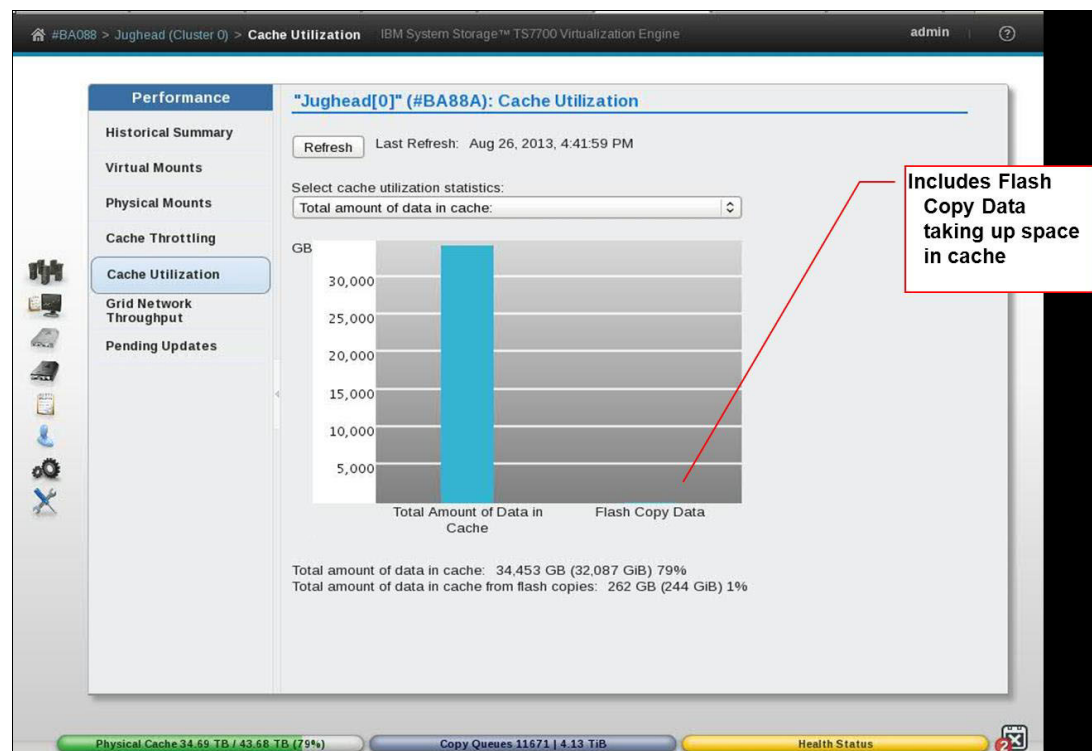 #BA088 > Jughead (Cluster 0) > Cache Utilization IBM System Storage™ TS7700 Virtualization Engine admin ?
Performance
Historical Summary
Virtual Mounts
Physical Mounts
Cache Throttling
Cache Utilization
Grid Network
Throughput
Pending Updates
"Jughead[0]" (#BA88A): Cache Utilization
Refresh Last Refresh: Aug 26, 2013, 4:41:59 PM
Select cache utilization statistics:
Total amount of data in cache:
GB
30,000
25,000
20,000
15,000
10,000
5,000
Total Amount of Data in
Cache
Flash Copy Data
Includes Flash
Copy Data
taking up space
in cache
Total amount of data in cache: 34,453 GB (32,087 GiB) 79%
Total amount of data in cache from flash copies: 262 GB (244 GiB) 1%
Physical Cache 34.69 TB / 43.68 TB (79%) Copy Queues 11671 | 4.13 TiB Health Status 2